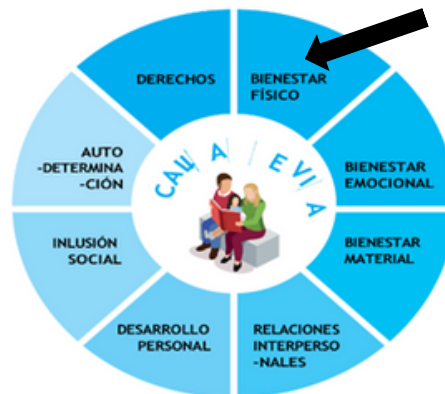 DERECHOS
BIENESTAR
FÍSICO
BIENESTAR
EMOCIONAL
BIENESTAR
MATERIAL
RELACIONES
INTERPERSO
-NALES
DESARROLLO
PERSONAL
INLUSIÓN
SOCIAL
AUTO
-DETERMINA
-CIÓN